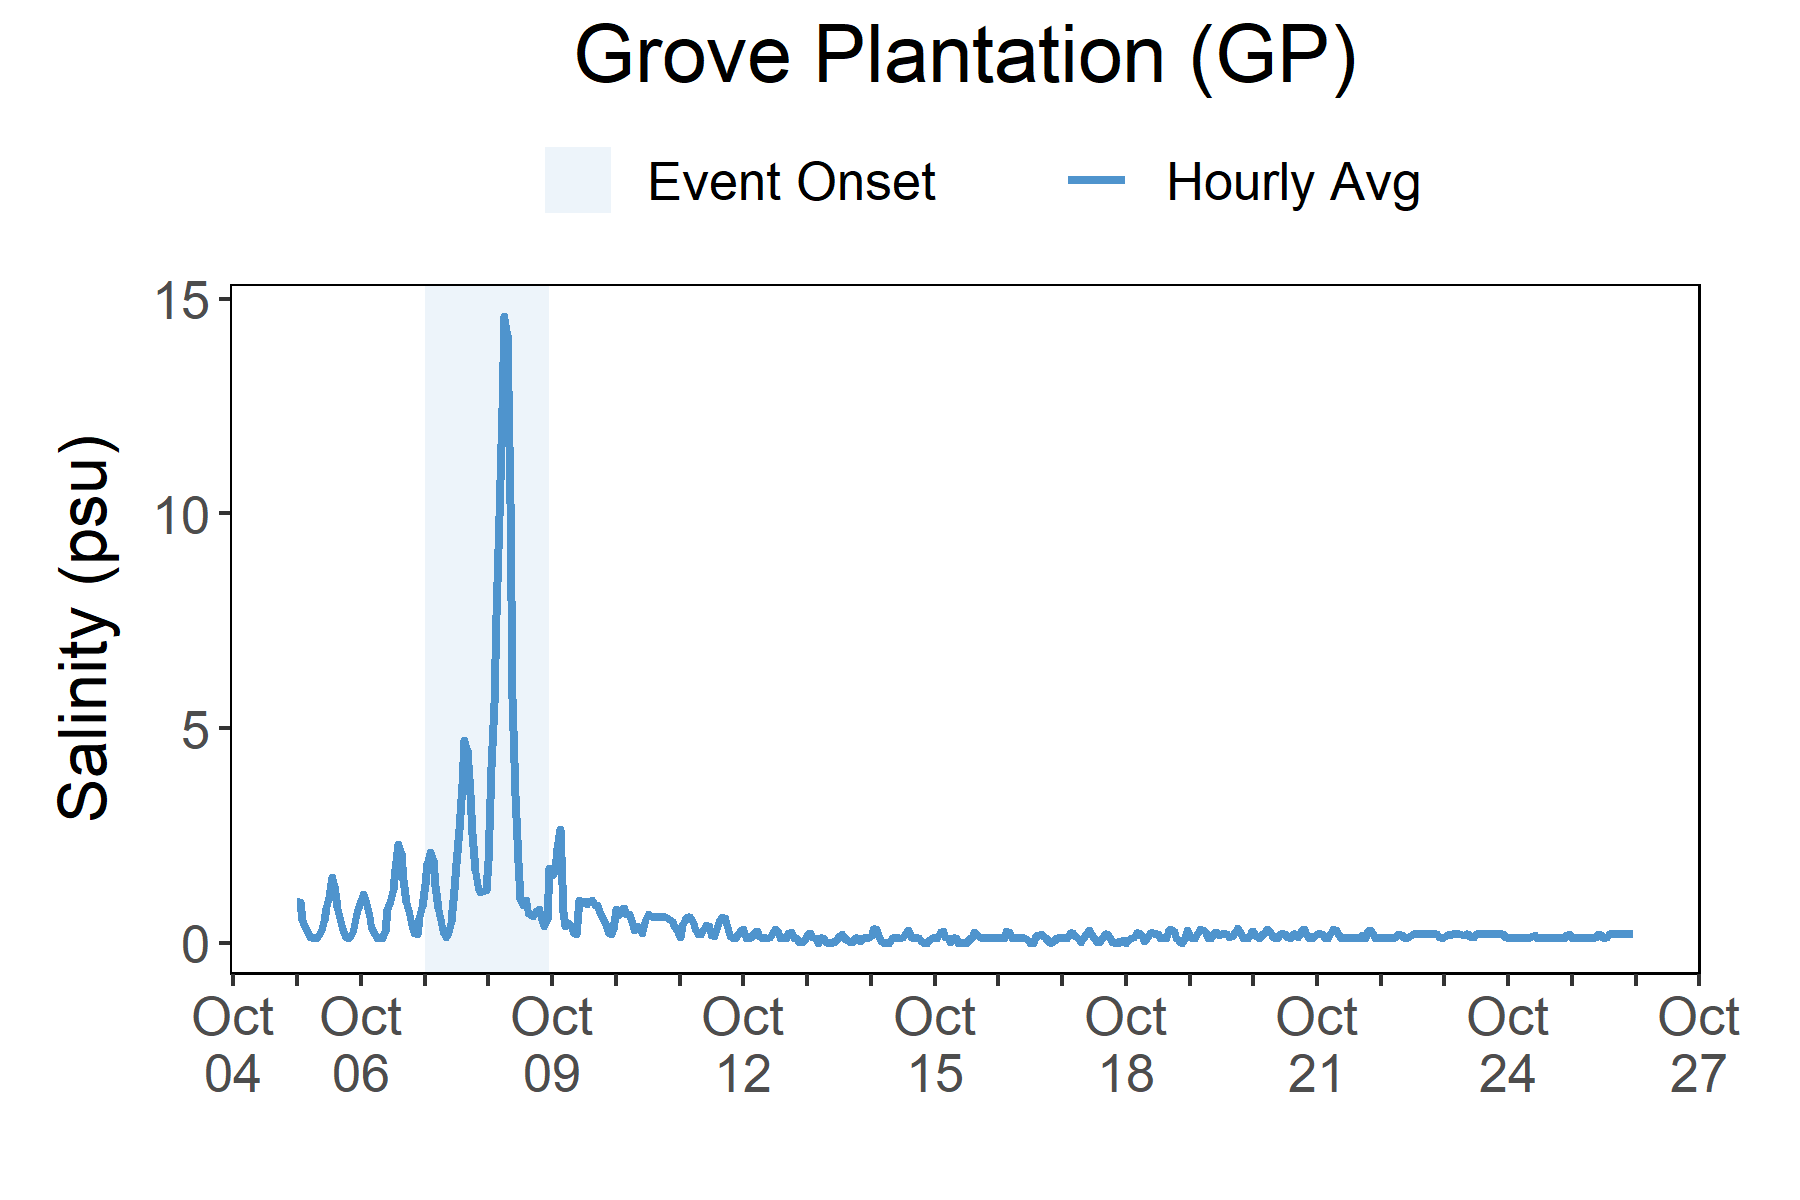 Grove Plantation (GP)
Event Onset
Hourly Avg
Salinity (psu)
15
10
5
0
Oct 04
Oct 06
Oct 09
Oct 12
Oct 15
Oct 18
Oct 21
Oct 24
Oct 27